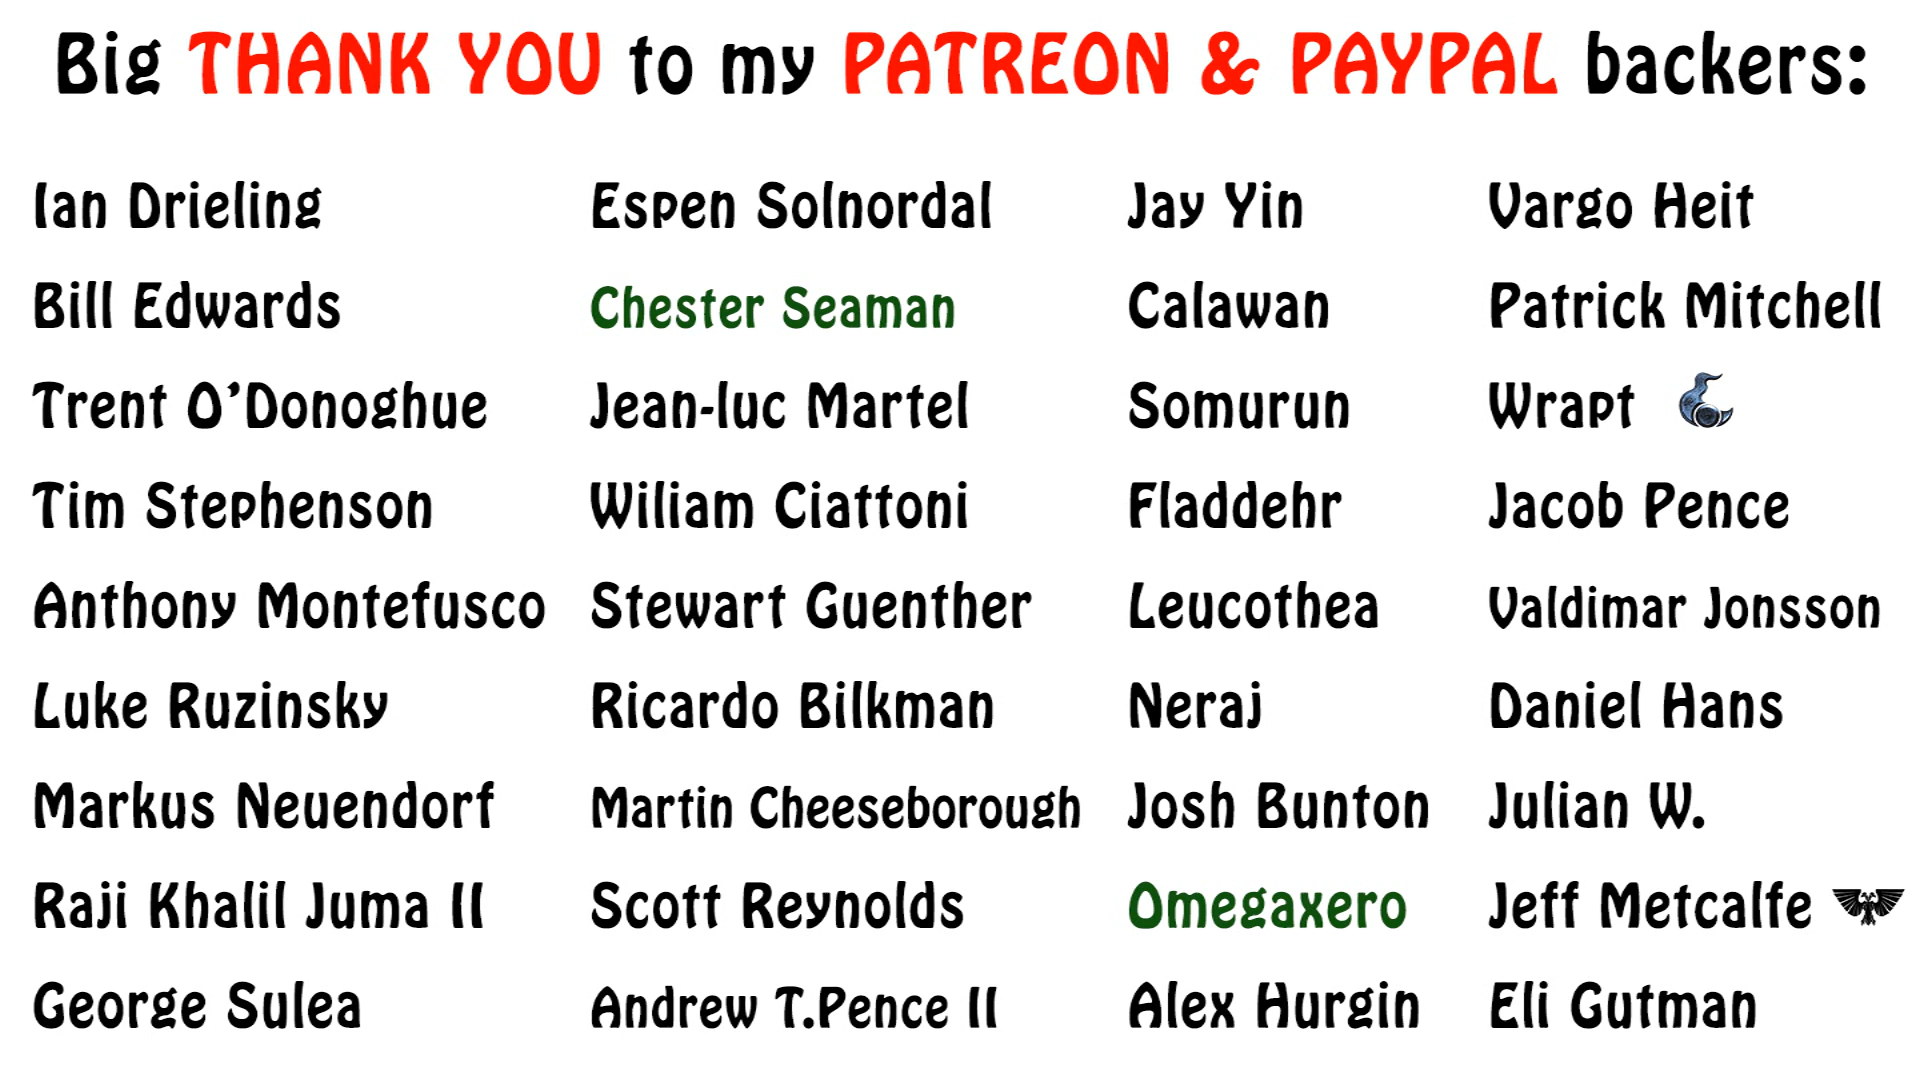 Big THANK YOU to my PATREON & PAYPAL backers:
Ian Drieling
Bill Edwards
Trent O'Donoghue
Tim Stephenson
Anthony Montefusco
Luke Ruzinsky
Markus Neuendorf
Raji Khalil Juma II
George Sulea
Espen Solnordal
Chester Seaman
Jean-luc Martel
Wiliam Ciattoni
Stewart Guenther
Ricardo Bilkman
Martin Cheeseborough
Scott Reynolds
Andrew T.Pence II
Jay Yin
Calawan
Somurun
Fladdehr
Leucothea
Neraj
Josh Bunton
Omegaxero
Alex Hurgin
Vargo Heit
Patrick Mitchell
Wrapt
Jacob Pence
Valdimar Jonsson
Daniel Hans
Julian W.
Jeff Metcalfe
Eli Gutman